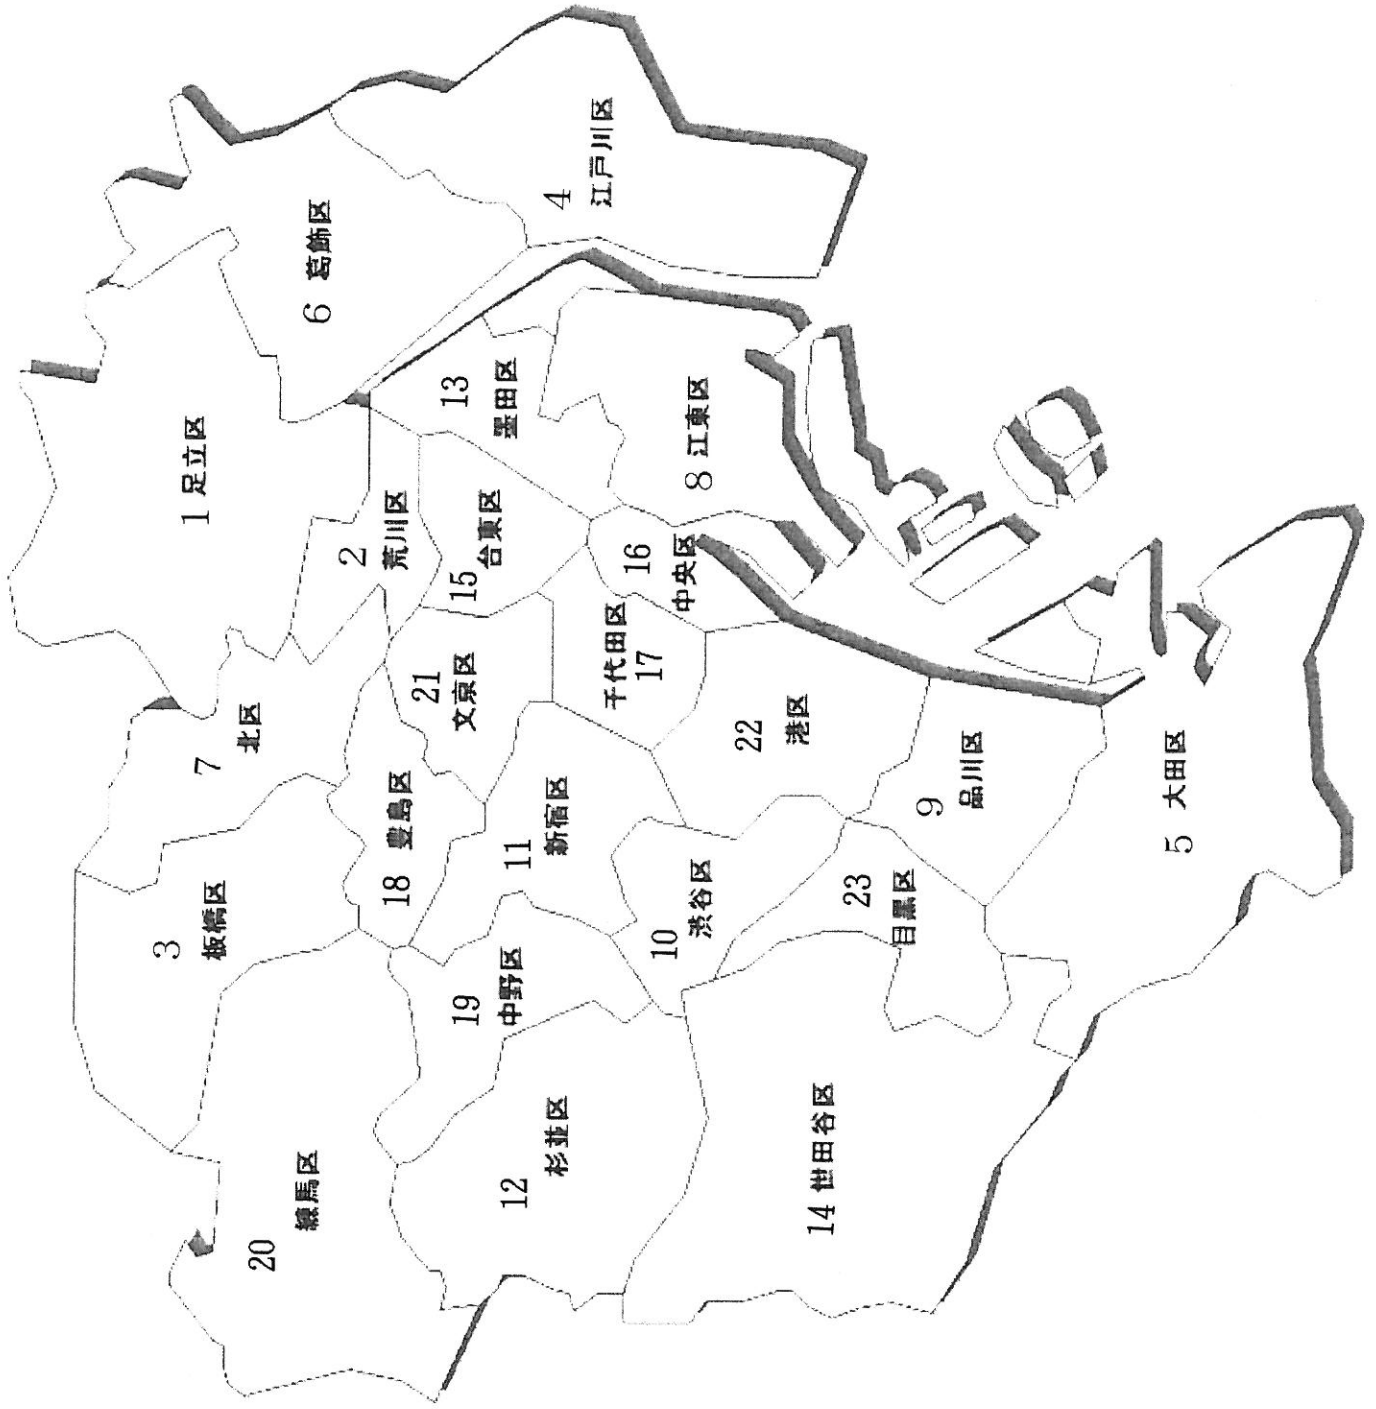 1 足立区
2
荒川区
3
板橋区
4
江戸川区
5
大田区
6 葛飾区
7
北区
8 江東区
9
品川区
10
渋谷区
11
新宿区
12
杉並区
13
墨田区
14 世田谷区
15
台東区
16
中央区
千代田区
17
18
豊島区
19
中野区
20
練馬区
21
文京区
22
港区
23
目黒区